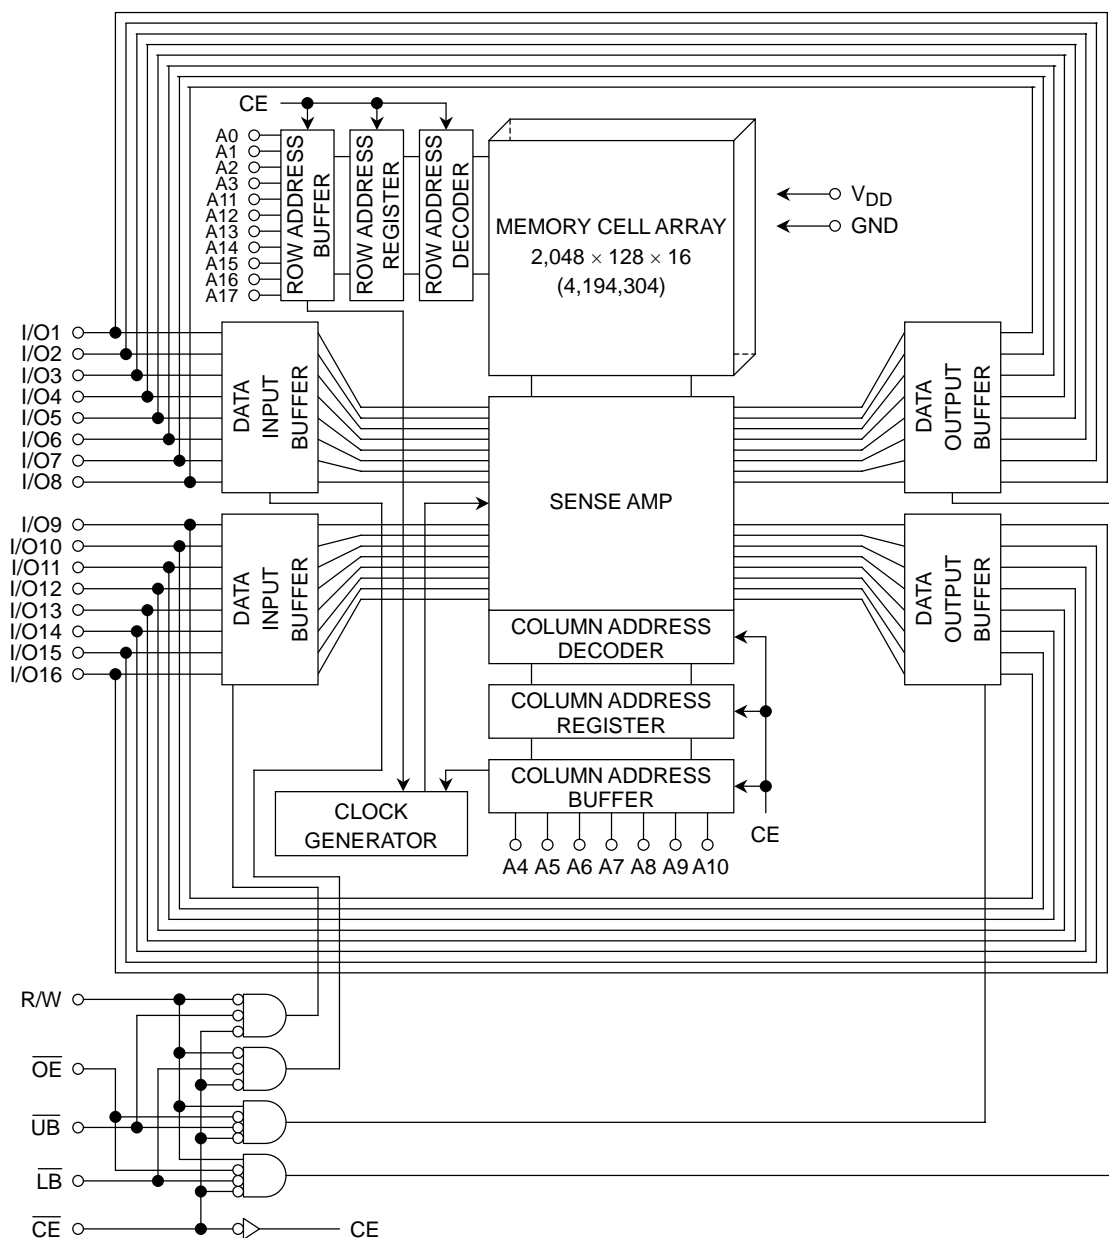 CE
A0
A1
A2
A3
A11
A12
A13
A14
A15
A16
A17
ROW ADDRESS
BUFFER
ROW ADDRESS
REGISTER
ROW ADDRESS
DECODER
MEMORY CELL ARRAY
2,048 × 128 × 16
(4,194,304)
VDD
GND
I/O1
I/O2
I/O3
I/O4
I/O5
I/O6
I/O7
I/O8
DATA
INPUT
BUFFER
SENSE AMP
DATA
OUTPUT
BUFFER
I/O9
I/O10
I/O11
I/O12
I/O13
I/O14
I/O15
I/O16
DATA
INPUT
BUFFER
DATA
OUTPUT
BUFFER
COLUMN ADDRESS
DECODER
COLUMN ADDRESS
REGISTER
COLUMN ADDRESS
BUFFER
CLOCK
GENERATOR
CE
A4 A5 A6 A7 A8 A9 A10
R/W
O̅E̅
U̅B̅
L̅B̅
C̅E̅
CE